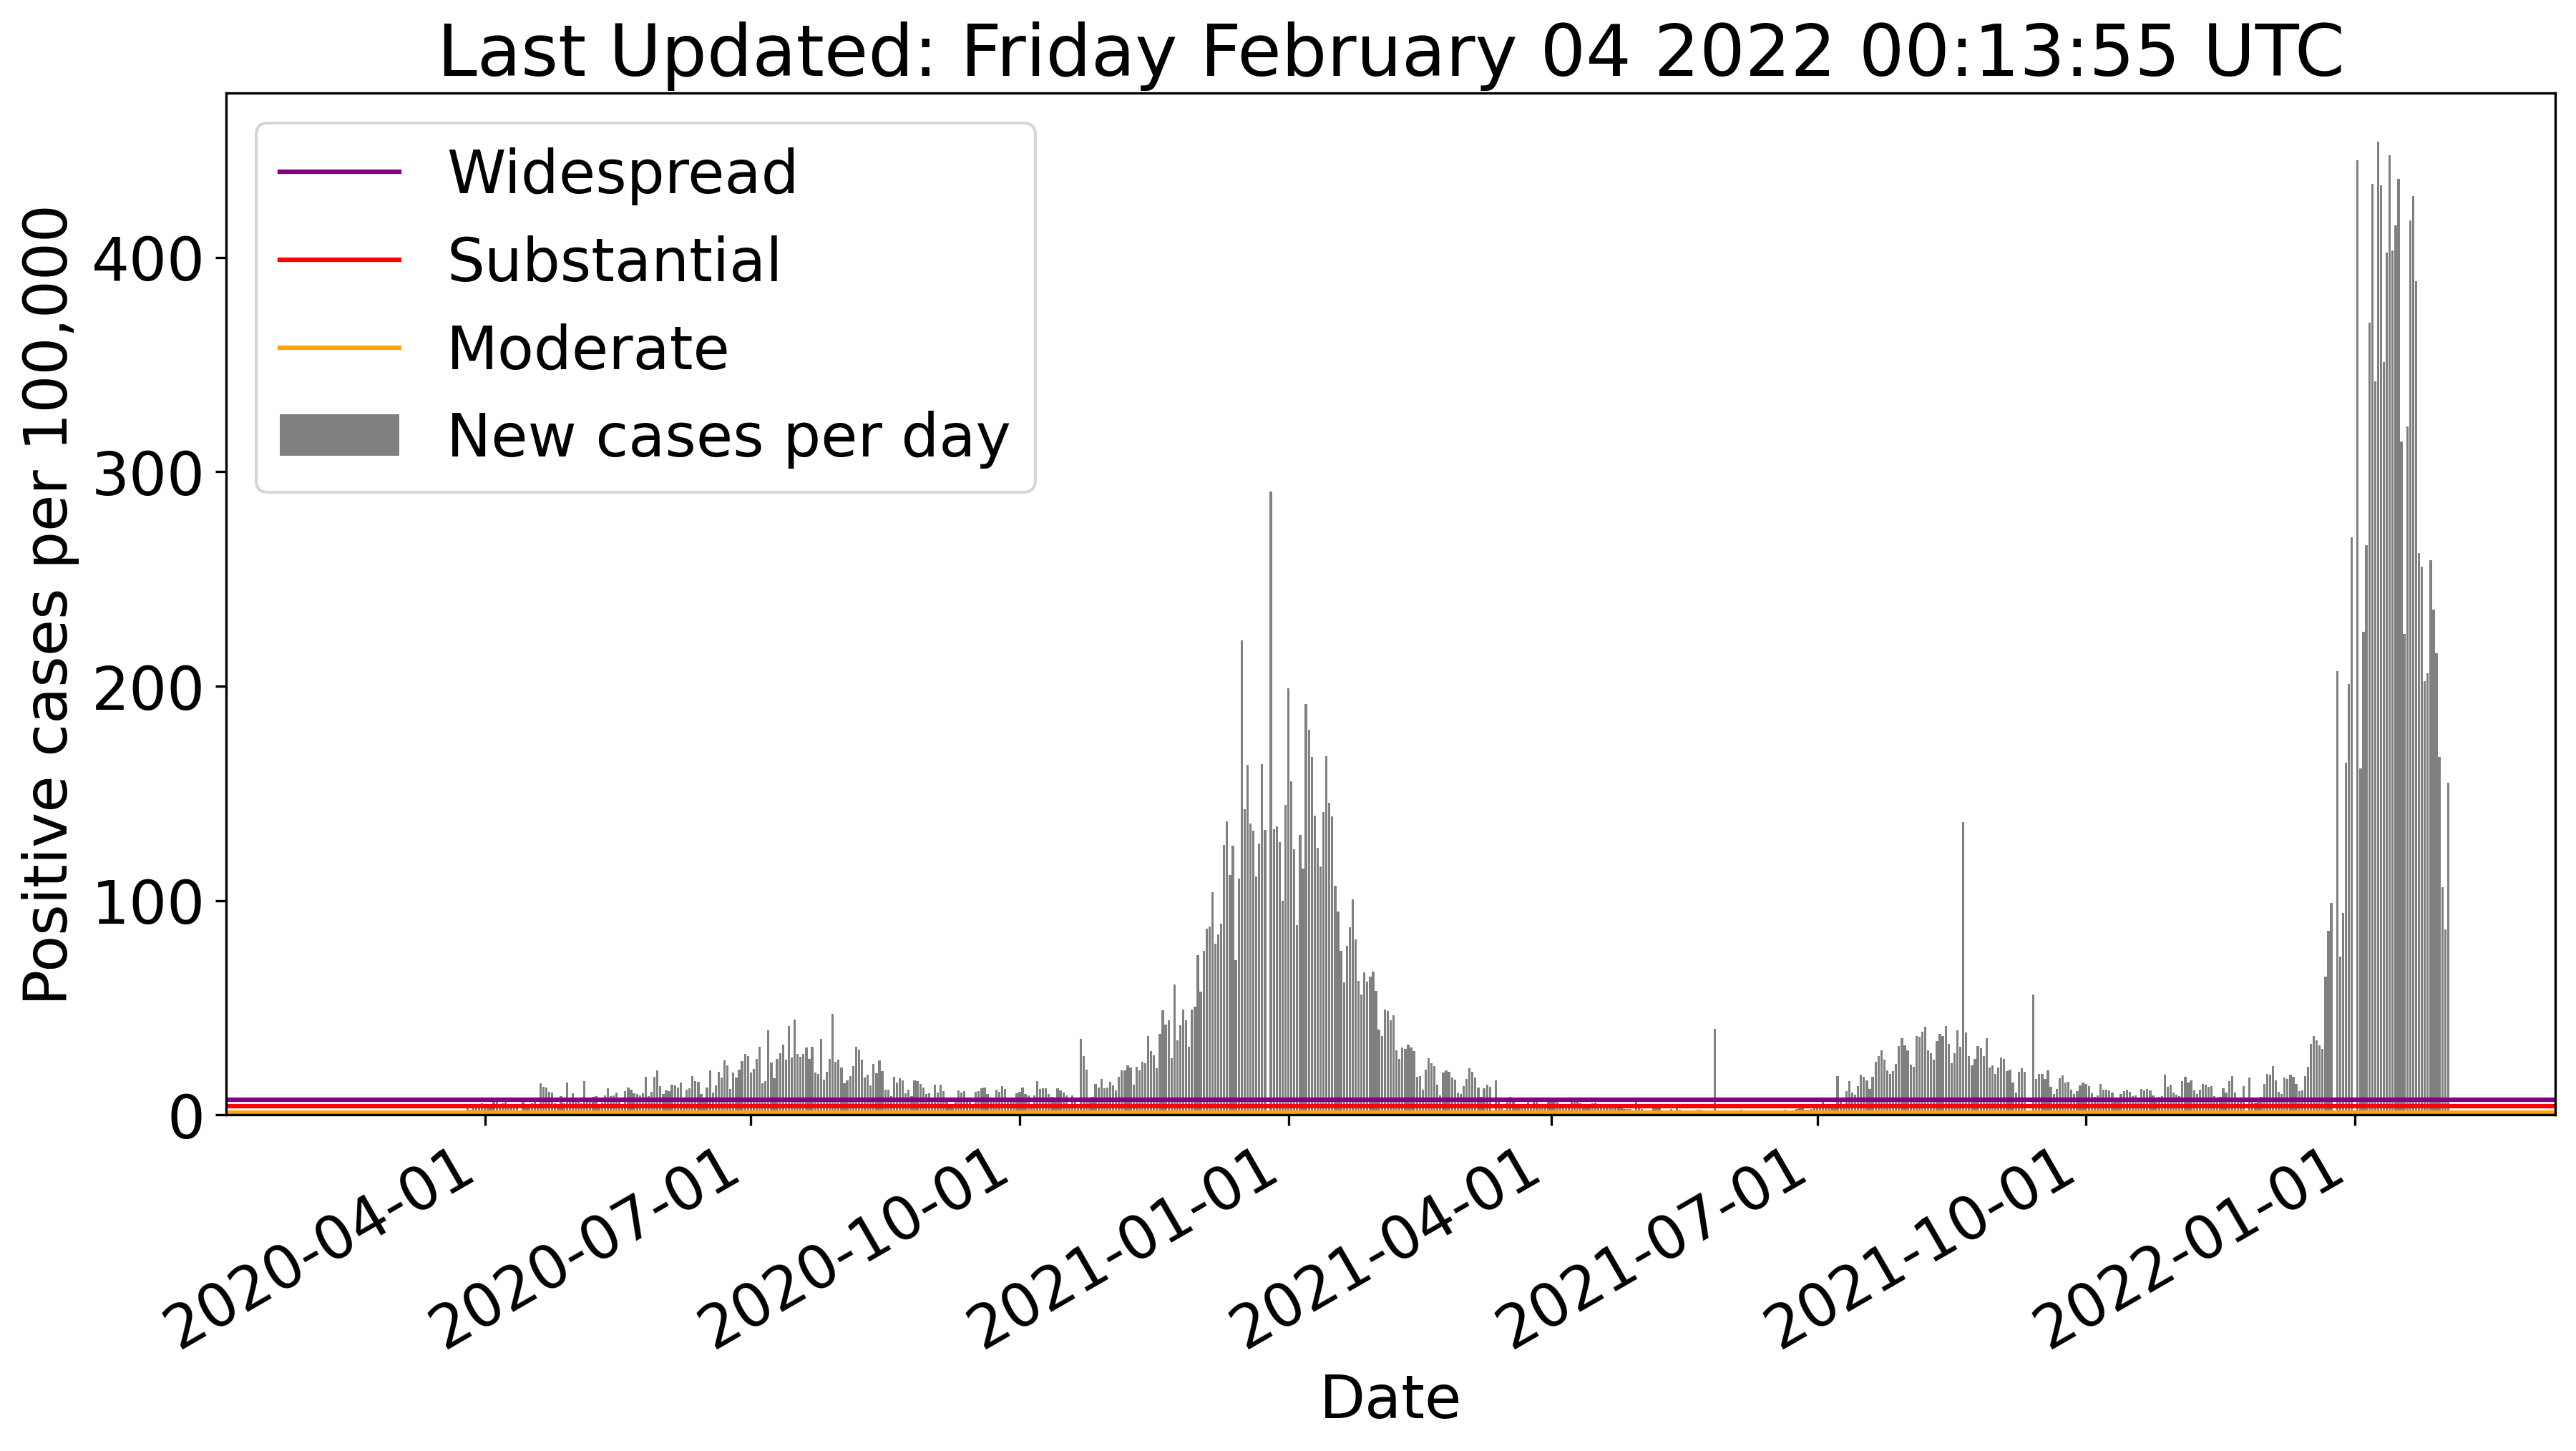 Last Updated: Friday February 04 2022 00:13:55 UTC
Widespread
Substantial
Moderate
New cases per day
Positive cases per 100,000
400
300
200
100
0
2020-04-01
2020-07-01
2020-10-01
2021-01-01
2021-04-01
2021-07-01
2021-10-01
2022-01-01
Date